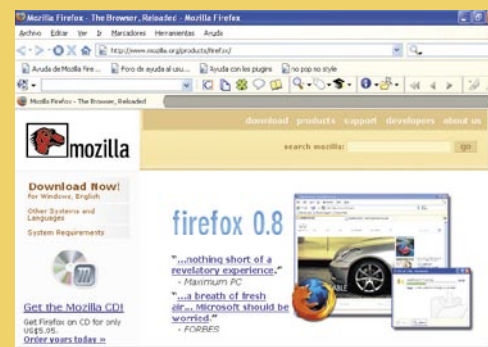 Mozilla Firefox - The Browser, Reloaded - Mozilla Firefox
Archivo Editar Ver Ir Marcadores Herramientas Ayuda
http://www.mozilla.org/products/firefox/
Ayuda de Mozilla Fire... Foro de ayuda al usu... Ayuda con los plugins no pop no style
Mozilla Firefox - The Browser, Reloaded
download products support developers about us
mozilla
search mozilla: go
Download Now!
for Windows, English
Other Systems and
Languages
System Requirements
firefox 0.8
"...nothing short of a
revelatory experience."
- Maximum PC
"...a breath of fresh
air... Microsoft should be
worried."
- FORBES
Get the Mozilla CD!
Get Firefox on CD for only
US$5.95.
Order yours today »